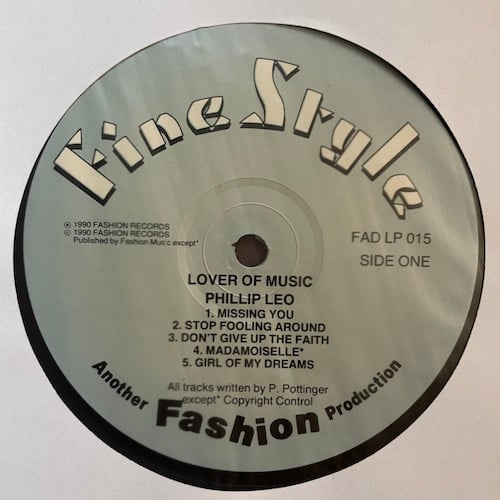 Fine Style
℗ 1990 FASHION RECORDS
© 1990 FASHION RECORDS
Published by Fashion Music except*
FAD LP 015
SIDE ONE
LOVER OF MUSIC
PHILLIP LEO
1. MISSING YOU
2. STOP FOOLING AROUND
3. DON'T GIVE UP THE FAITH
4. MADAMOISELLE*
5. GIRL OF MY DREAMS
All tracks written by P. Pottinger
except* Copyright Control
Another Fashion Production